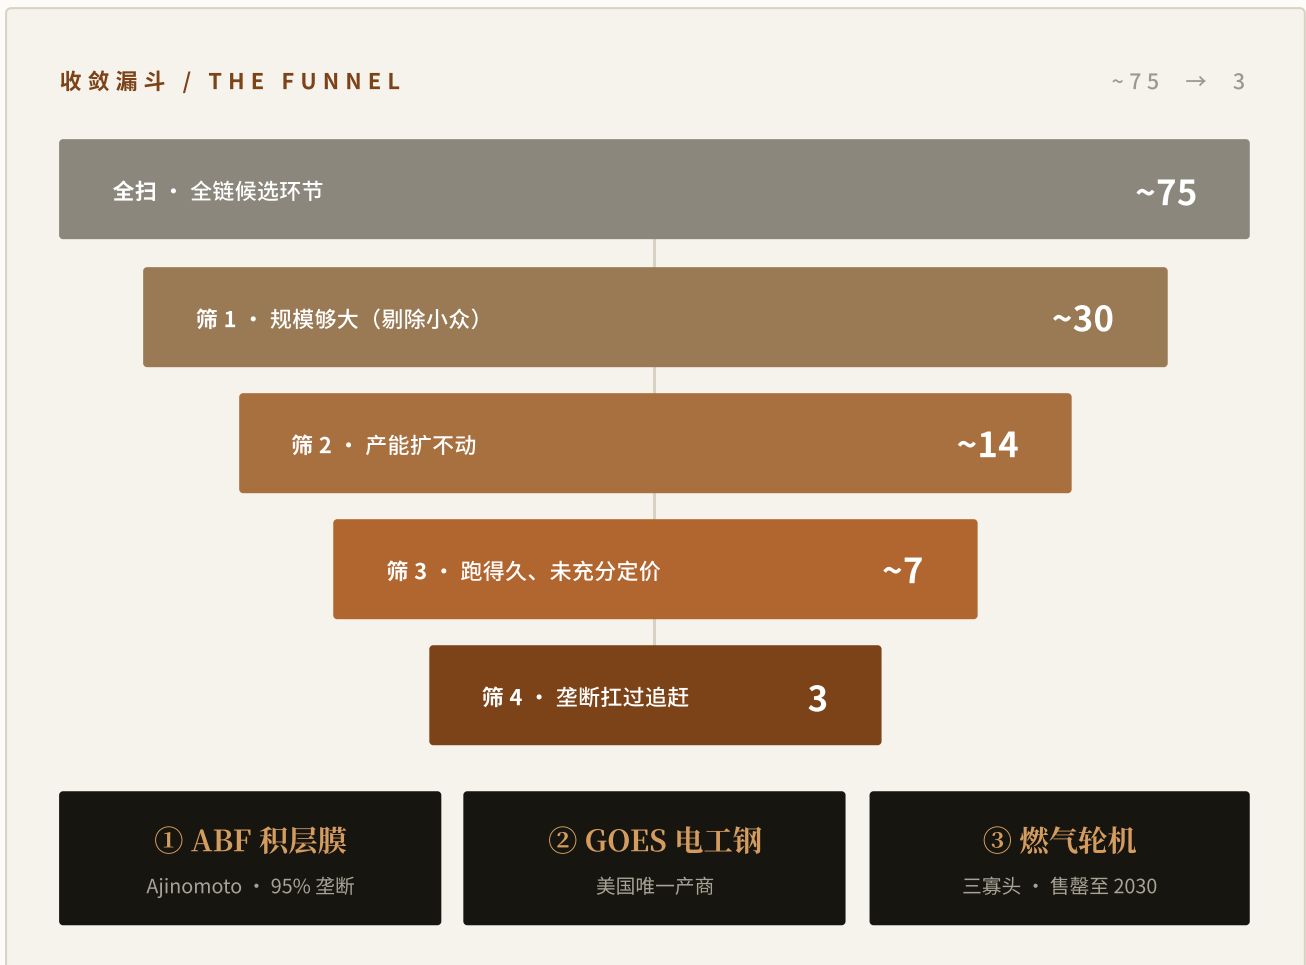 收敛漏斗 / THE FUNNEL
~75 → 3
全扫 · 全链候选环节
~75
筛 1 · 规模够大（剔除小众）
~30
筛 2 · 产能扩不动
~14
筛 3 · 跑得久、未充分定价
~7
筛 4 · 垄断扛过追赶
3
① ABF 积层膜
Ajinomoto · 95% 垄断
② GOES 电工钢
美国唯一产商
③ 燃气轮机
三寡头 · 售罄至 2030